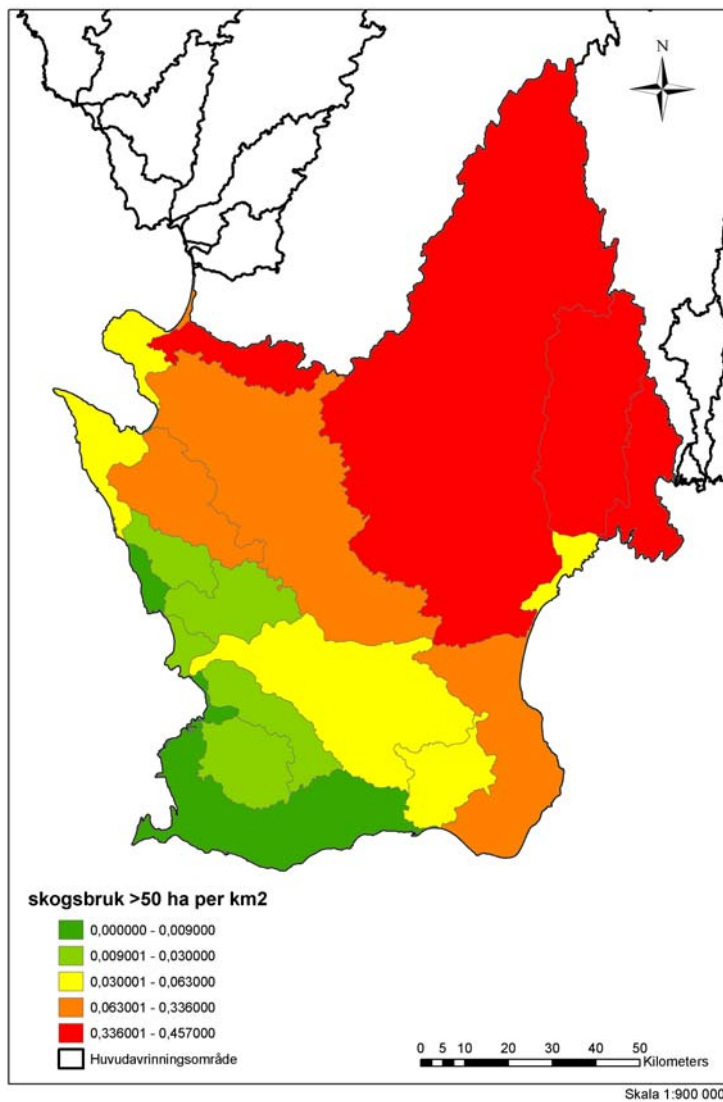 N
skogsbruk >50 ha per km2
0,000000 - 0,009000
0,009001 - 0,030000
0,030001 - 0,063000
0,063001 - 0,336000
0,336001 - 0,457000
Huvudavrinningsområde
0 5 10 20 30 40 50
Kilometers
Skala 1:900 000